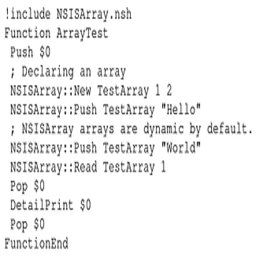 !include NSISArray.nsh
Function ArrayTest
 Push $0
 ; Declaring an array
 NSISArray::New TestArray 1 2
 NSISArray::Push TestArray "Hello"
 ; NSISArray arrays are dynamic by default.
 NSISArray::Push TestArray "World"
 NSISArray::Read TestArray 1
 Pop $0
 DetailPrint $0
 Pop $0
FunctionEnd